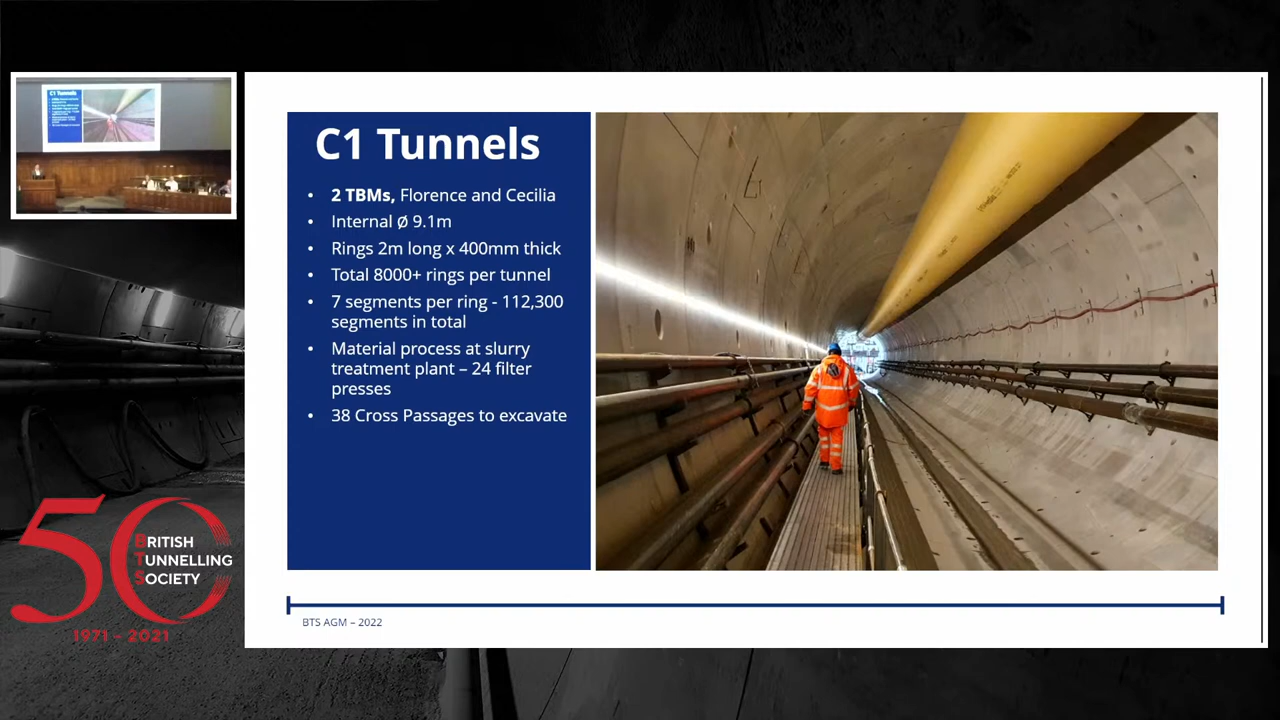 C1 Tunnels
• 2 TBMs, Florence and Cecilia
• Internal Ø 9.1m
• Rings 2m long x 400mm thick
• Total 8000+ rings per tunnel
• 7 segments per ring - 112,300
segments in total
• Material process at slurry
treatment plant – 24 filter
presses
• 38 Cross Passages to excavate
BTS AGM – 2022
50
BRITISH
TUNNELLING
SOCIETY
1971 – 2021
C1 Tunnels